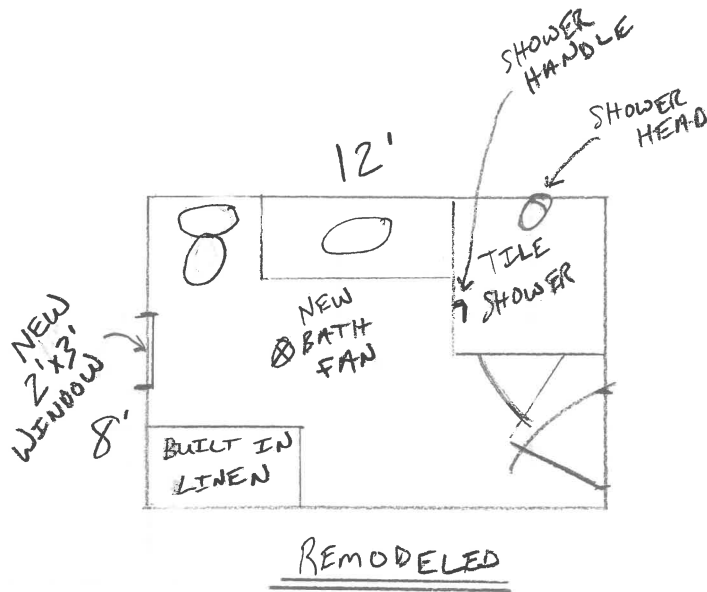 SHOWER
HANDLE
SHOWER
HEAD
12'
TILE
SHOWER
NEW
BATH
FAN
NEW
2'x3'
WINDOW
8'
BUILT IN
LINEN
REMODELED